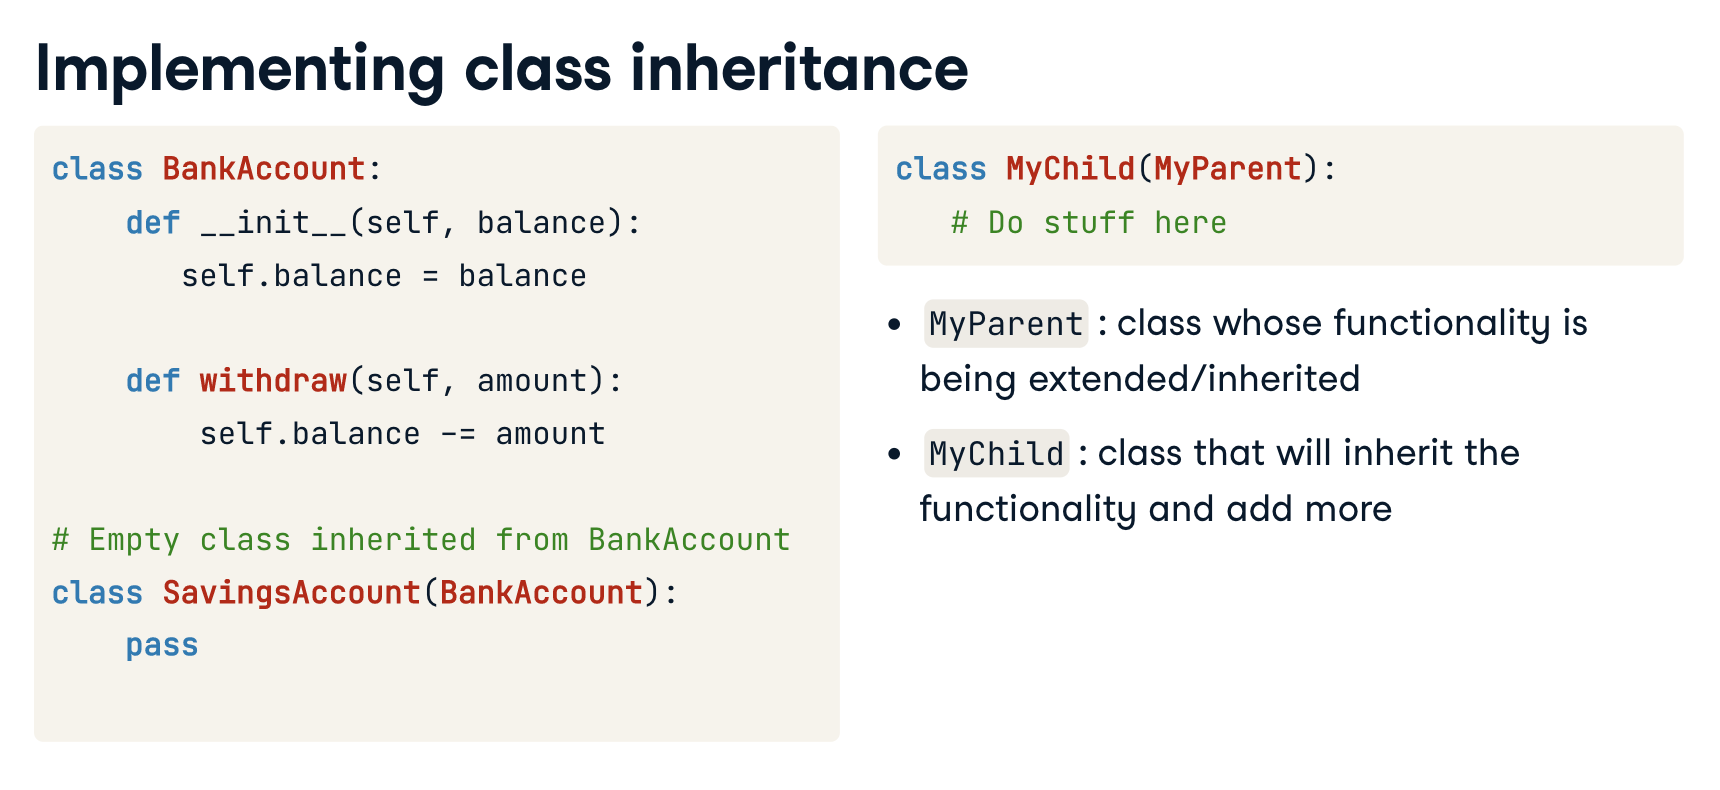 Implementing class inheritance
class BankAccount:
    def __init__(self, balance):
       self.balance = balance
    def withdraw(self, amount):
        self.balance -= amount
# Empty class inherited from BankAccount
class SavingsAccount(BankAccount):
    pass
class MyChild(MyParent):
   # Do stuff here
• MyParent : class whose functionality is
being extended/inherited
• MyChild : class that will inherit the
functionality and add more